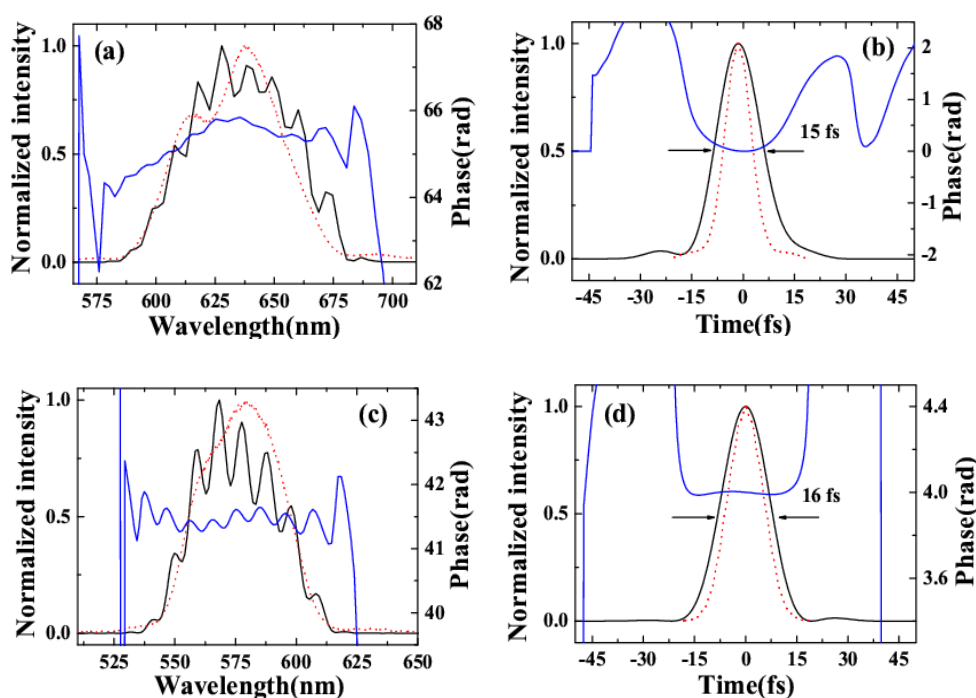 (a)
Normalized intensity
1.0
0.5
0.0
68
66
64
62
Phase(rad)
575 600 625 650 675 700
Wavelength(nm)
(b)
Normalized intensity
1.0
0.5
0.0
15 fs
2
1
0
-1
-2
Phase(rad)
-45 -30 -15 0 15 30 45
Time(fs)
(c)
Normalized intensity
1.0
0.5
0.0
43
42
41
40
Phase(rad)
525 550 575 600 625 650
Wavelength(nm)
(d)
Normalized intensity
1.0
0.5
0.0
16 fs
4.4
4.0
3.6
Phase(rad)
-45 -30 -15 0 15 30 45
Time(fs)